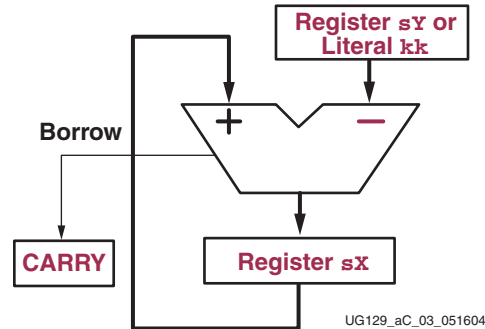 Register sY or
Literal kk
+
−
Borrow
CARRY
Register sX
UG129_aC_03_051604